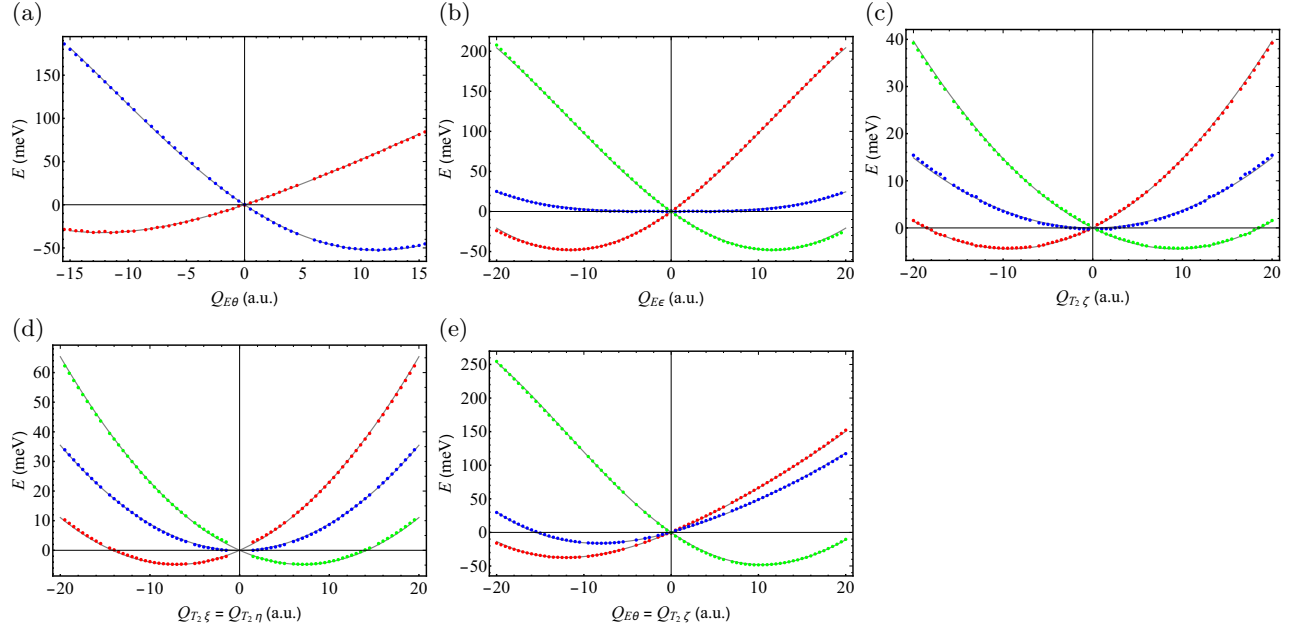 (a)
E (meV)
150
100
50
0
−50
−15 −10 −5 0 5 10 15
Q_{Eθ} (a.u.)
(b)
E (meV)
200
150
100
50
0
−50
−20 −10 0 10 20
Q_{Eϵ} (a.u.)
(c)
E (meV)
40
30
20
10
0
−20 −10 0 10 20
Q_{T_2 ζ} (a.u.)
(d)
E (meV)
60
50
40
30
20
10
0
−20 −10 0 10 20
Q_{T_2 ξ} = Q_{T_2 η} (a.u.)
(e)
E (meV)
250
200
150
100
50
0
−50
−20 −10 0 10 20
Q_{Eθ} = Q_{T_2 ζ} (a.u.)